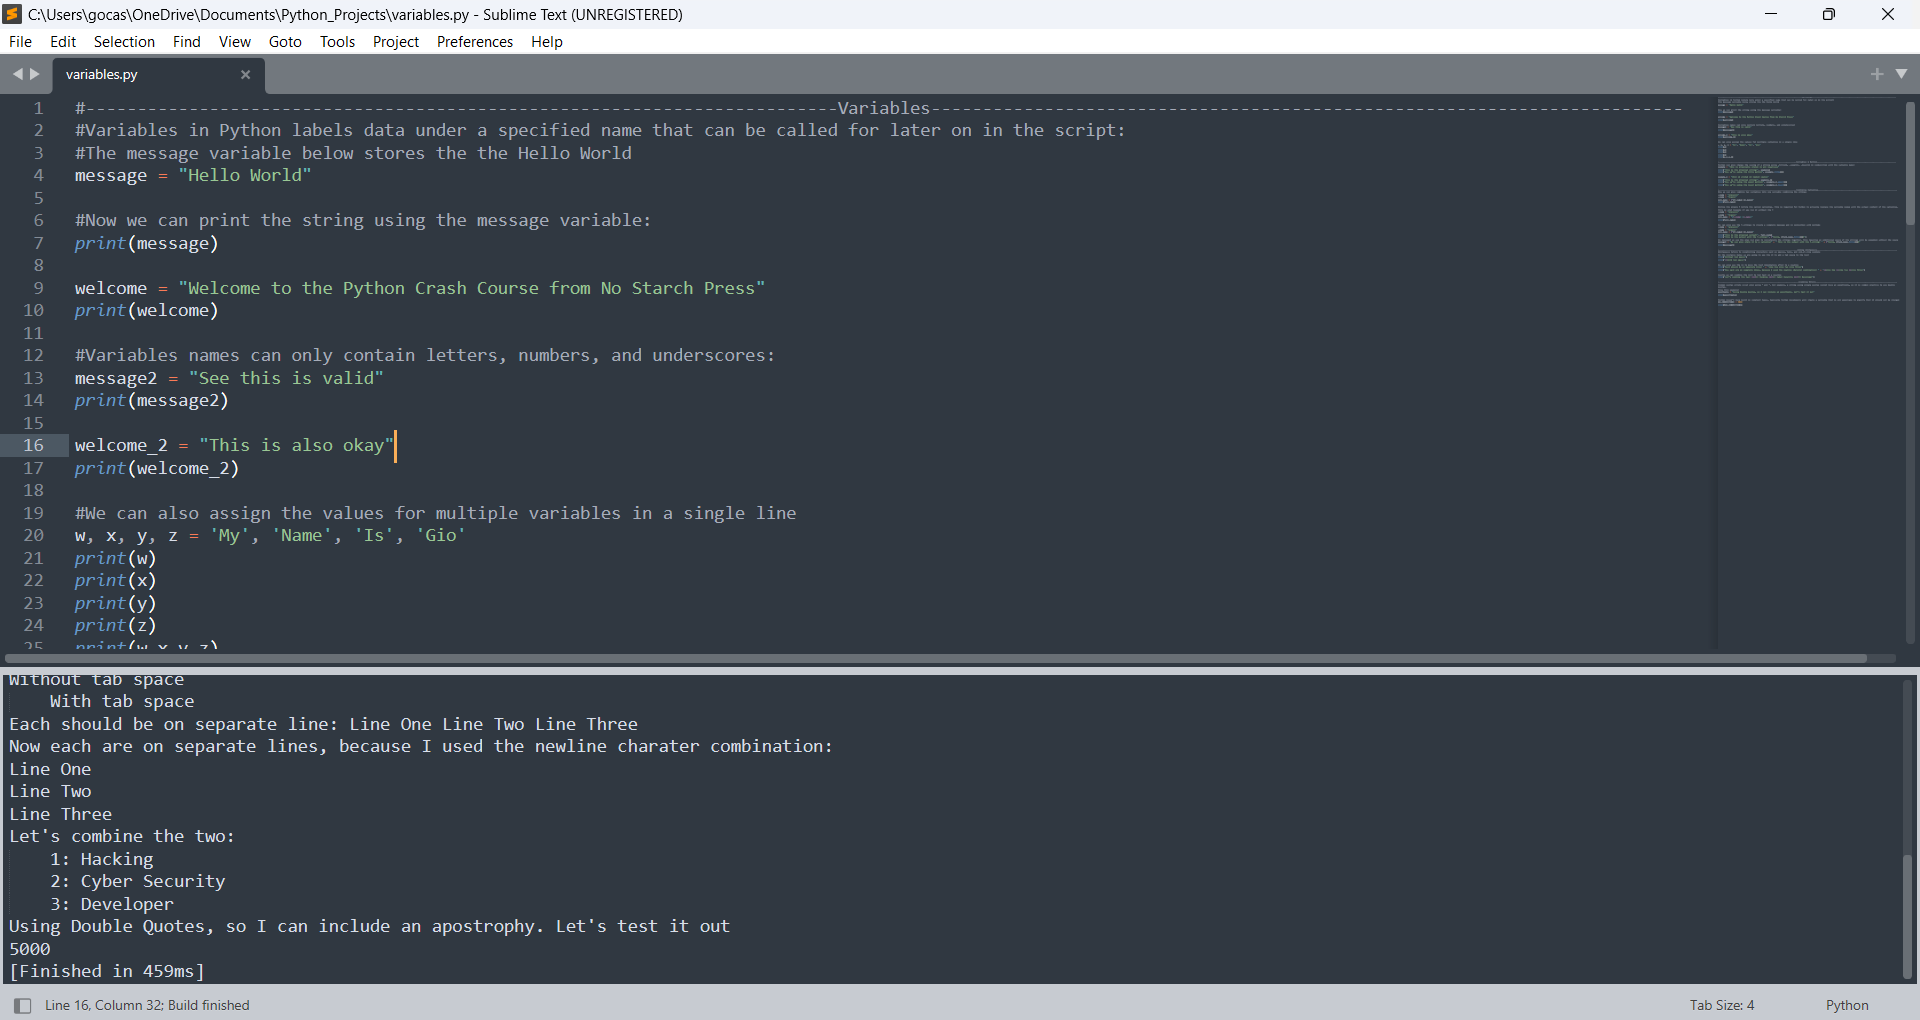 C:\Users\gocas\OneDrive\Documents\Python_Projects\variables.py - Sublime Text (UNREGISTERED)
File Edit Selection Find View Goto Tools Project Preferences Help
variables.py
1 #-------------------------------------------------------------------------Variables-------------------------------------------------------------------------
2 #Variables in Python labels data under a specified name that can be called for later on in the script:
3 #The message variable below stores the the Hello World
4 message = "Hello World"
5
6 #Now we can print the string using the message variable:
7 print(message)
8
9 welcome = "Welcome to the Python Crash Course from No Starch Press"
10 print(welcome)
11
12 #Variables names can only contain letters, numbers, and underscores:
13 message2 = "See this is valid"
14 print(message2)
15
16 welcome_2 = "This is also okay"
17 print(welcome_2)
18
19 #We can also assign the values for multiple variables in a single line
20 w, x, y, z = 'My', 'Name', 'Is', 'Gio'
21 print(w)
22 print(x)
23 print(y)
24 print(z)
25 print(w,x,y,z)
Without tab space
    With tab space
Each should be on separate line: Line One Line Two Line Three
Now each are on separate lines, because I used the newline charater combination:
Line One
Line Two
Line Three
Let's combine the two:
    1: Hacking
    2: Cyber Security
    3: Developer
Using Double Quotes, so I can include an apostrophy. Let's test it out
5000
[Finished in 459ms]
Line 16, Column 32; Build finished
Tab Size: 4
Python